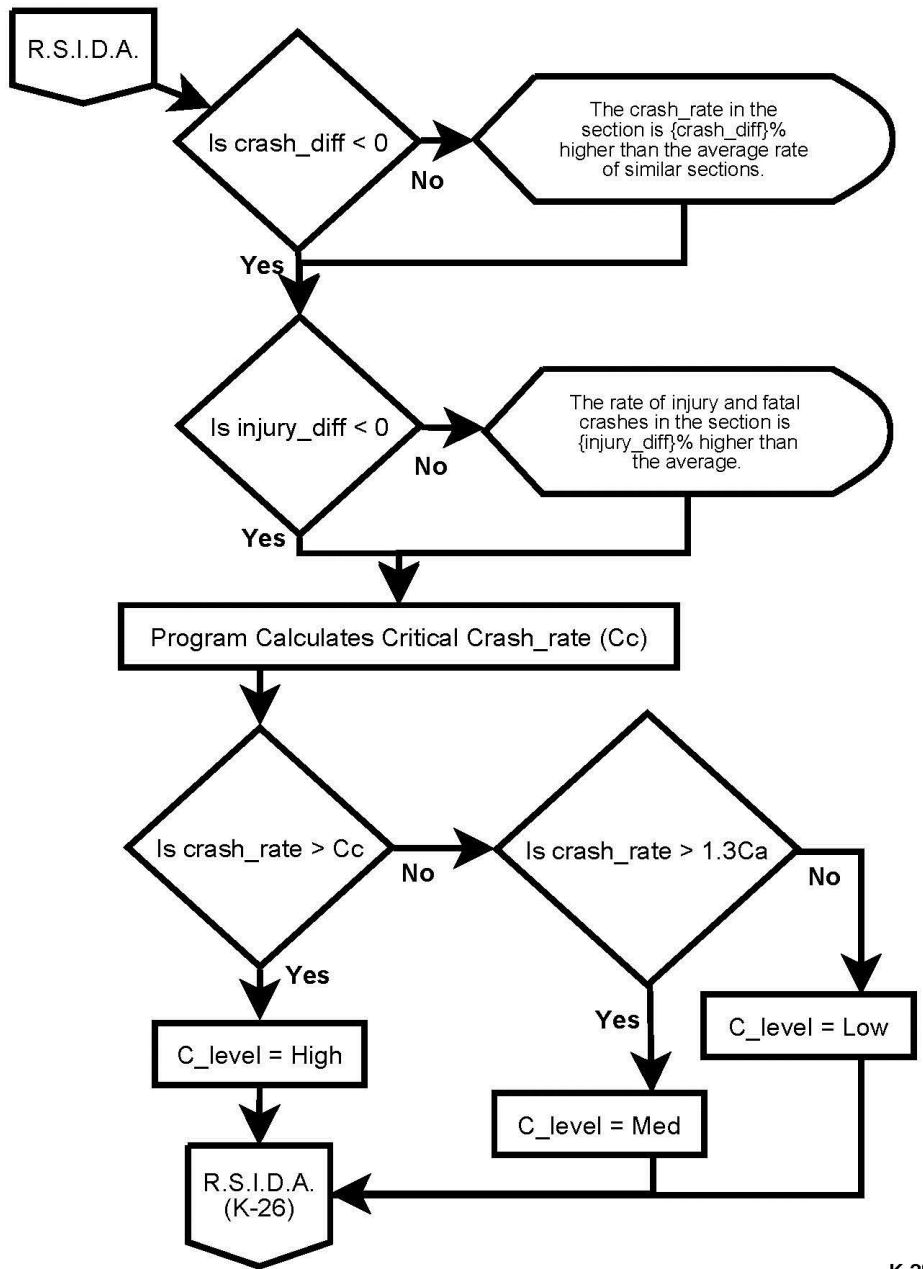 R.S.I.D.A.
Is crash_diff < 0
No
The crash_rate in the
section is {crash_diff}%
higher than the average rate
of similar sections.
Yes
Is injury_diff < 0
No
The rate of injury and fatal
crashes in the section is
{injury_diff}% higher than
the average.
Yes
Program Calculates Critical Crash_rate (Cc)
Is crash_rate > Cc
No
Is crash_rate > 1.3Ca
No
Yes
Yes
C_level = High
C_level = Low
C_level = Med
R.S.I.D.A.
(K-26)